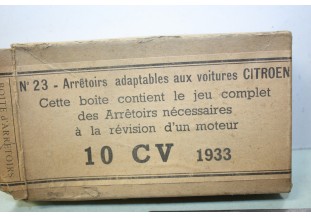 N° 23 - Arrêtoirs adaptables aux voitures CITROEN
Cette boîte contient le jeu complet
des Arrêtoirs nécessaires
à la révision d'un moteur
10 CV 1933
BOITE D'ARRETOIRS